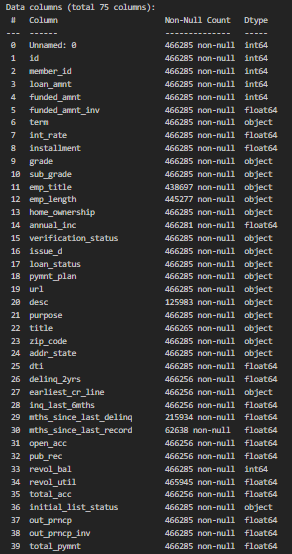 Data columns (total 75 columns):
 #   Column                       Non-Null Count   Dtype
---  ------                       --------------   -----
 0   Unnamed: 0                   466285 non-null  int64
 1   id                           466285 non-null  int64
 2   member_id                    466285 non-null  int64
 3   loan_amnt                    466285 non-null  int64
 4   funded_amnt                  466285 non-null  int64
 5   funded_amnt_inv              466285 non-null  float64
 6   term                         466285 non-null  object
 7   int_rate                     466285 non-null  float64
 8   installment                  466285 non-null  float64
 9   grade                        466285 non-null  object
 10  sub_grade                    466285 non-null  object
 11  emp_title                    438697 non-null  object
 12  emp_length                   445277 non-null  object
 13  home_ownership               466285 non-null  object
 14  annual_inc                   466281 non-null  float64
 15  verification_status          466285 non-null  object
 16  issue_d                      466285 non-null  object
 17  loan_status                  466285 non-null  object
 18  pymnt_plan                   466285 non-null  object
 19  url                          466285 non-null  object
 20  desc                         125983 non-null  object
 21  purpose                      466285 non-null  object
 22  title                        466265 non-null  object
 23  zip_code                     466285 non-null  object
 24  addr_state                   466285 non-null  object
 25  dti                          466285 non-null  float64
 26  delinq_2yrs                  466256 non-null  float64
 27  earliest_cr_line             466256 non-null  object
 28  inq_last_6mths               466256 non-null  float64
 29  mths_since_last_delinq       215934 non-null  float64
 30  mths_since_last_record       62638 non-null   float64
 31  open_acc                     466256 non-null  float64
 32  pub_rec                      466256 non-null  float64
 33  revol_bal                    466285 non-null  int64
 34  revol_util                   465945 non-null  float64
 35  total_acc                    466256 non-null  float64
 36  initial_list_status          466285 non-null  object
 37  out_prncp                    466285 non-null  float64
 38  out_prncp_inv                466285 non-null  float64
 39  total_pymnt                  466285 non-null  float64